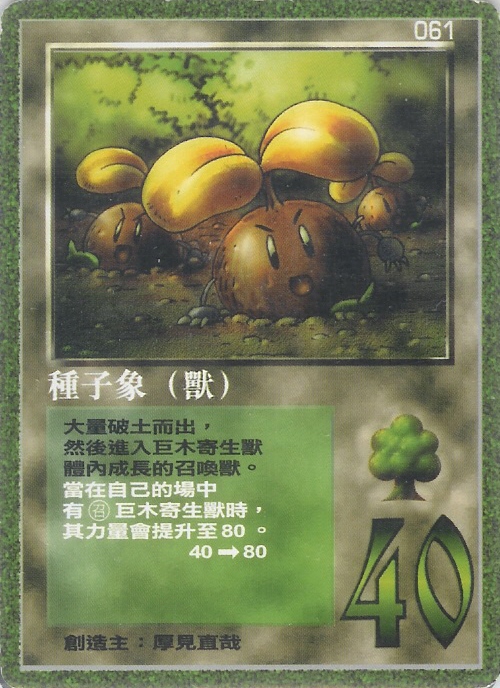 061
種子象（獸）
大量破土而出，
然後進入巨木寄生獸
體內成長的召喚獸。
當在自己的場中
有㊁巨木寄生獸時，
其力量會提升至80。
40➡80
40
創造主：厚見直哉